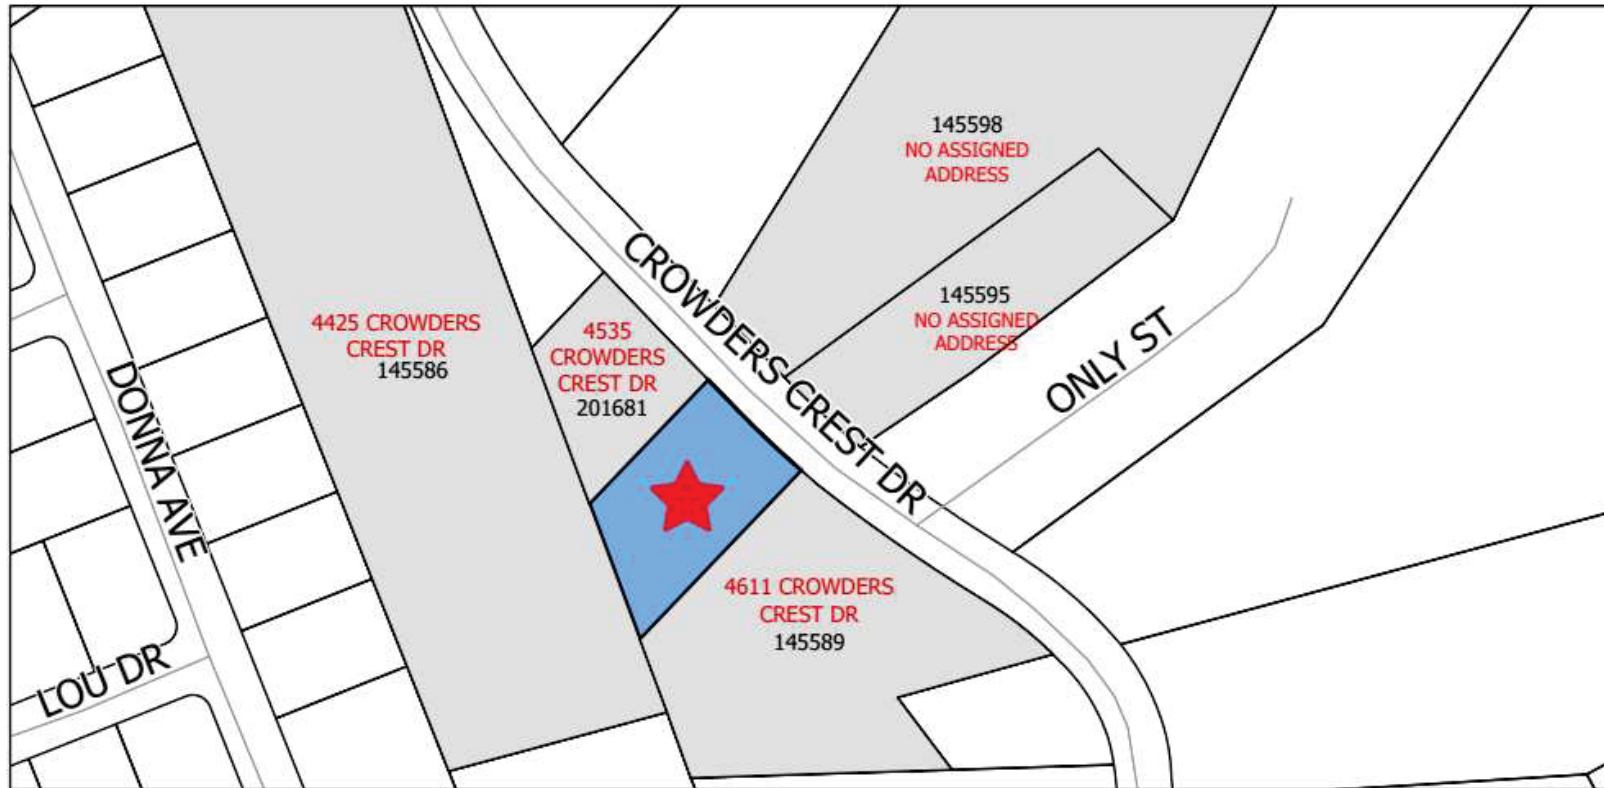 145598
NO ASSIGNED
ADDRESS
145595
NO ASSIGNED
ADDRESS
CROWDERS CREST DR
ONLY ST
4425 CROWDERS
CREST DR
145586
4535
CROWDERS
CREST DR
201681
DONNA AVE
4611 CROWDERS
CREST DR
145589
LOU DR